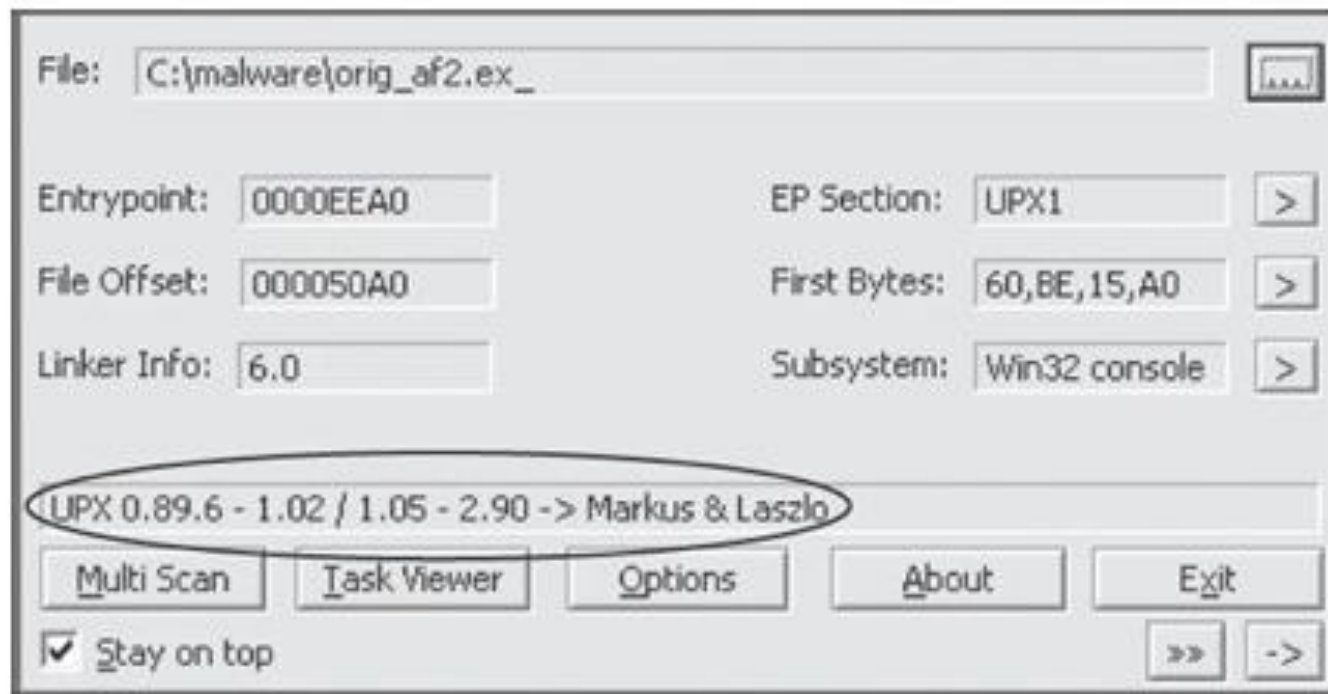 File: C:\malware\orig_af2.ex_ ...
Entrypoint: 0000EEA0 EP Section: UPX1 >
File Offset: 000050A0 First Bytes: 60,BE,15,A0 >
Linker Info: 6.0 Subsystem: Win32 console >
UPX 0.89.6 - 1.02 / 1.05 - 2.90 -> Markus & Laszlo
Multi Scan Task Viewer Options About Exit
Stay on top »» ->